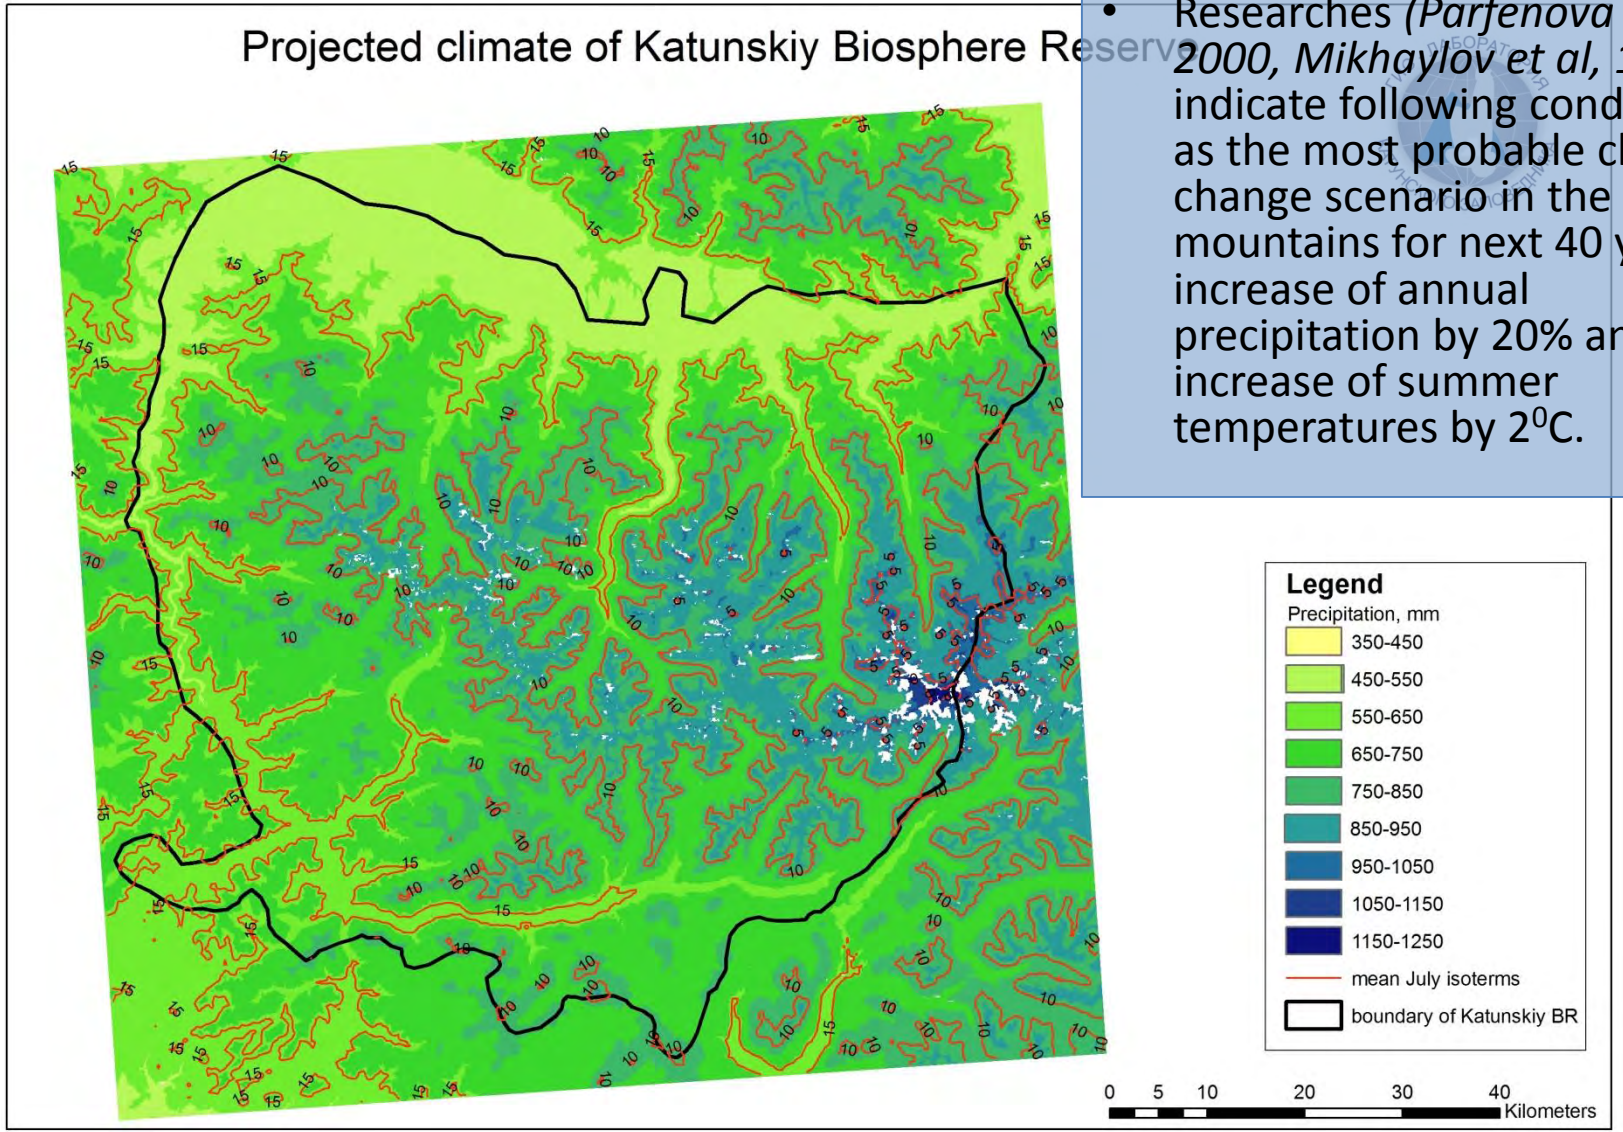 Projected climate of Katunskiy Biosphere Reserve
• Researches (Parfenova
2000, Mikhaylov et al,
indicate following cond
as the most probable
change scenario in the
mountains for next 40
increase of annual
precipitation by 20%
increase of summer
temperatures by 2⁰C.
Legend
Precipitation, mm
350-450
450-550
550-650
650-750
750-850
850-950
950-1050
1050-1150
1150-1250
mean July isoterms
boundary of Katunskiy BR
0 5 10 20 30 40
Kilometers
15
10
5